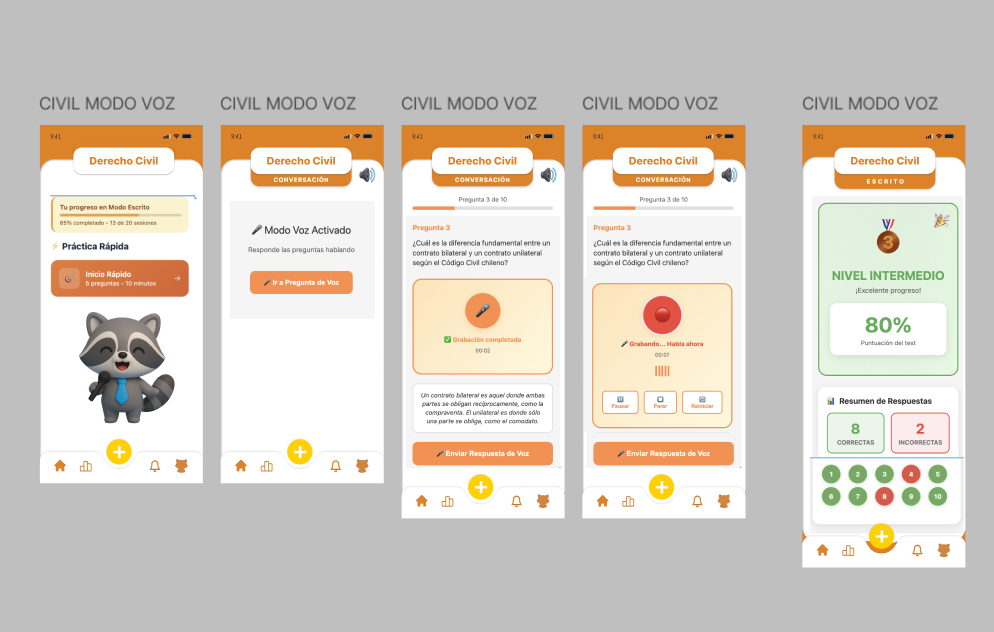 CIVIL MODO VOZ
9:41
Derecho Civil
Tu progreso en Modo Escrito
65% completado • 13 de 20 sesiones
Práctica Rápida
Inicio Rápido
6 preguntas • 10 minutos
→
+
CIVIL MODO VOZ
9:41
Derecho Civil
CONVERSACIÓN
Modo Voz Activado
Responde las preguntas hablando
Ir a Pregunta de Voz
+
CIVIL MODO VOZ
9:41
Derecho Civil
CONVERSACIÓN
Pregunta 3 de 10
Pregunta 3
¿Cuál es la diferencia fundamental entre un
contrato bilateral y un contrato unilateral
según el Código Civil chileno?
Grabación completada
00:02
Un contrato bilateral es aquel donde ambas
partes se obligan recíprocamente, como la
compraventa. El unilateral es donde sólo
una parte se obliga, como el comodato.
Enviar Respuesta de Voz
+
CIVIL MODO VOZ
9:41
Derecho Civil
CONVERSACIÓN
Pregunta 3 de 10
Pregunta 3
¿Cuál es la diferencia fundamental entre un
contrato bilateral y un contrato unilateral
según el Código Civil chileno?
Grabando... Habla ahora
00:07
Pausar
Parar
Reiniciar
Enviar Respuesta de Voz
+
CIVIL MODO VOZ
9:41
Derecho Civil
ESCRITO
3
NIVEL INTERMEDIO
¡Excelente progreso!
80%
Puntuación del test
Resumen de Respuestas
8
CORRECTAS
2
INCORRECTAS
1 2 3 4 5
6 7 8 9 10
+